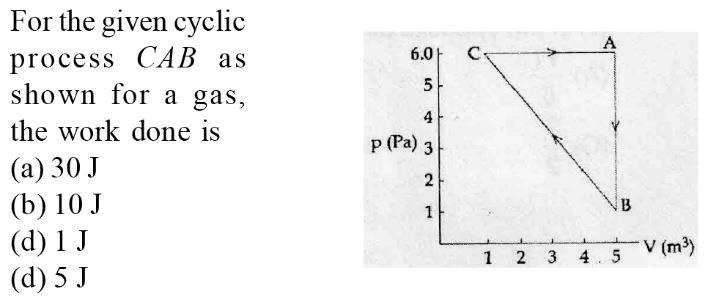 For the given cyclic
process CAB as
shown for a gas,
the work done is
(a) 30 J
(b) 10 J
(d) 1 J
(d) 5 J
6.0 C A
5
4
p (Pa) 3
2
1 B
1 2 3 4 5 V (m³)